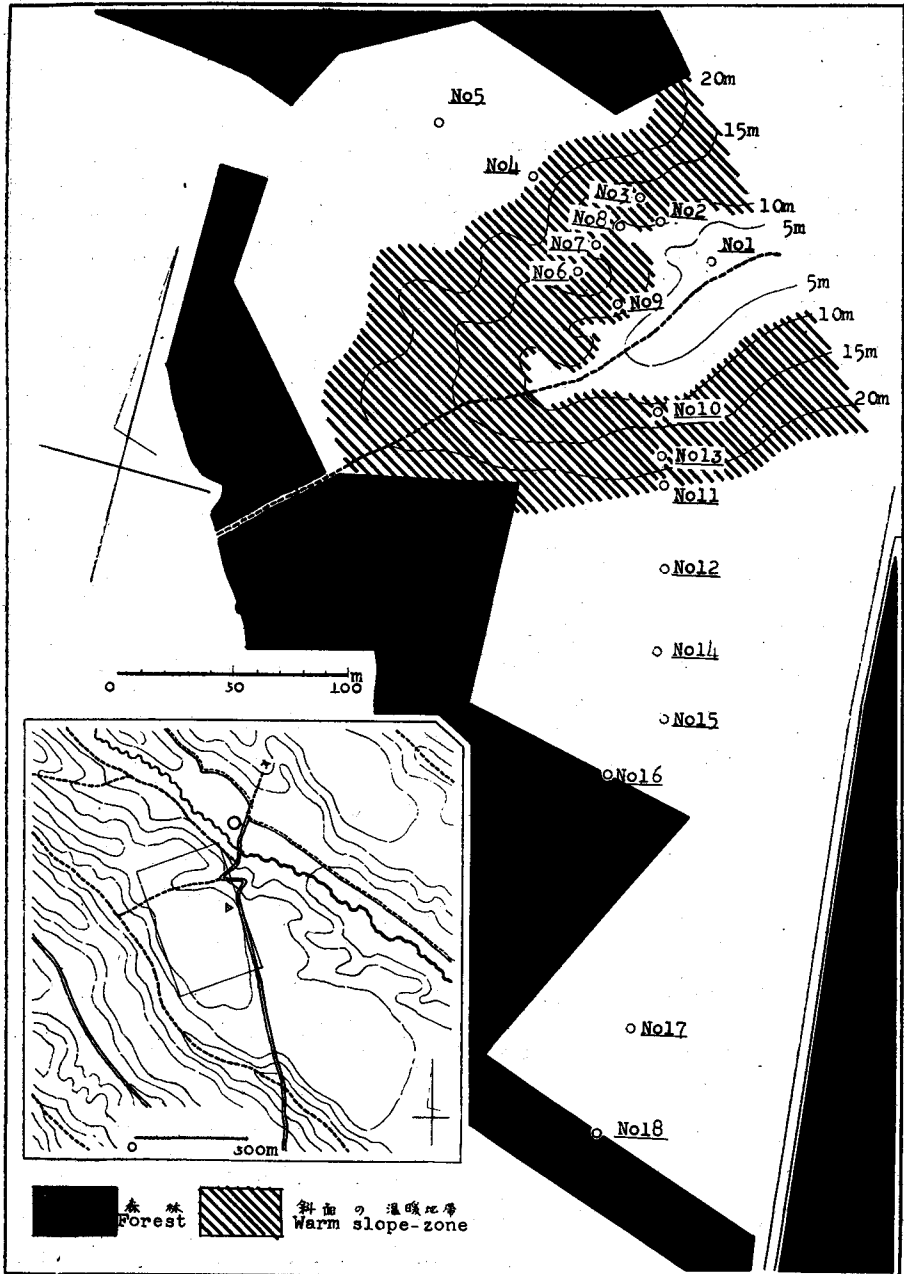 20m
No5
15m
No4
No3
10m
No8
No2
5m
No7
No1
No6
5m
No9
10m
15m
20m
No10
No13
No11
No12
No14
0 50 100 m
No15
No16
No17
No18
0 300m
森林 斜面の温暖地帯
Forest Warm slope-zone